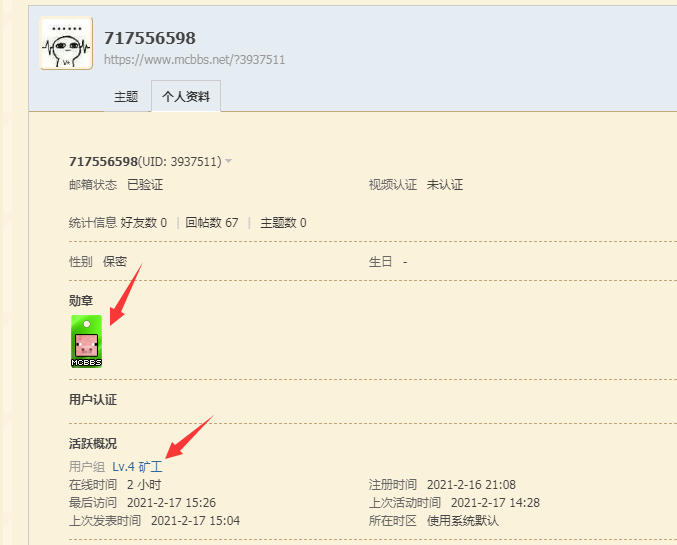 717556598
https://www.mcbbs.net/?3937511
主题 个人资料
717556598(UID: 3937511)
邮箱状态 已验证 视频认证 未认证
统计信息 好友数 0 | 回帖数 67 | 主题数 0
性别 保密 生日 -
勋章
MCBBS
用户认证
活跃概况
用户组 Lv.4 矿工
在线时间 2 小时 注册时间 2021-2-16 21:08
最后访问 2021-2-17 15:26 上次活动时间 2021-2-17 14:28
上次发表时间 2021-2-17 15:04 所在时区 使用系统默认